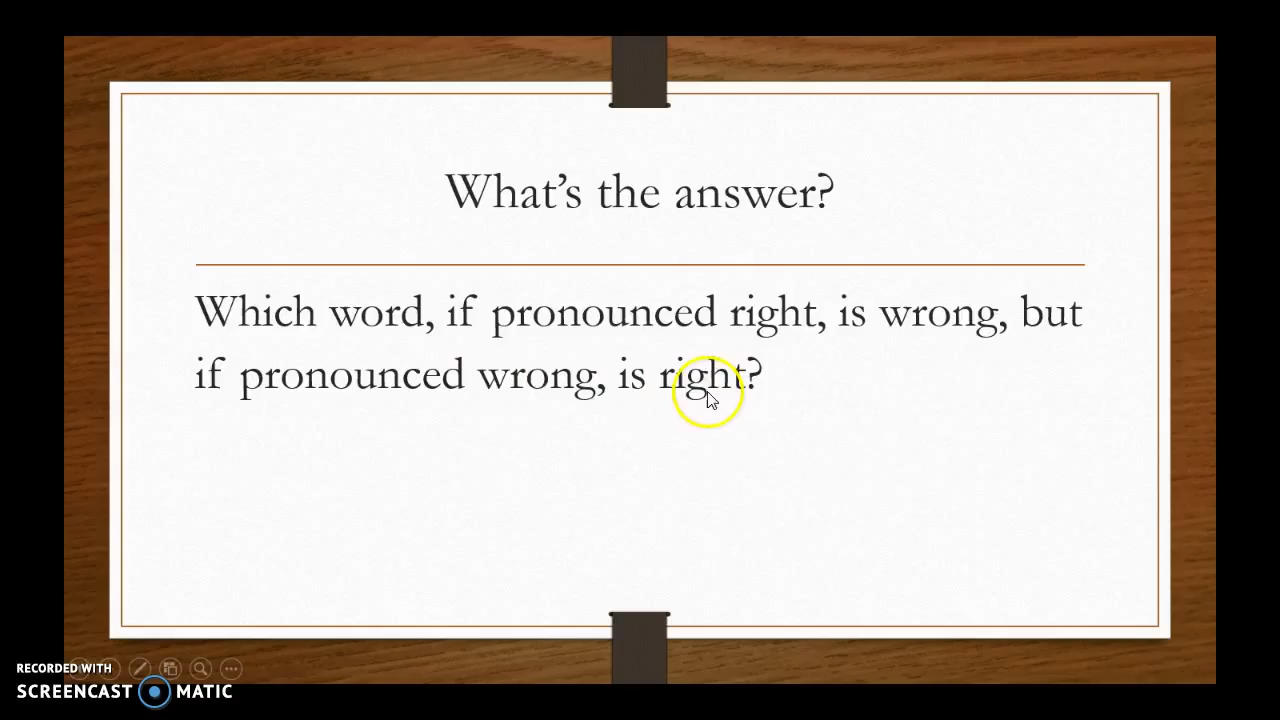 What’s the answer?
Which word, if pronounced right, is wrong, but
if pronounced wrong, is right?
RECORDED WITH
SCREENCAST MATIC